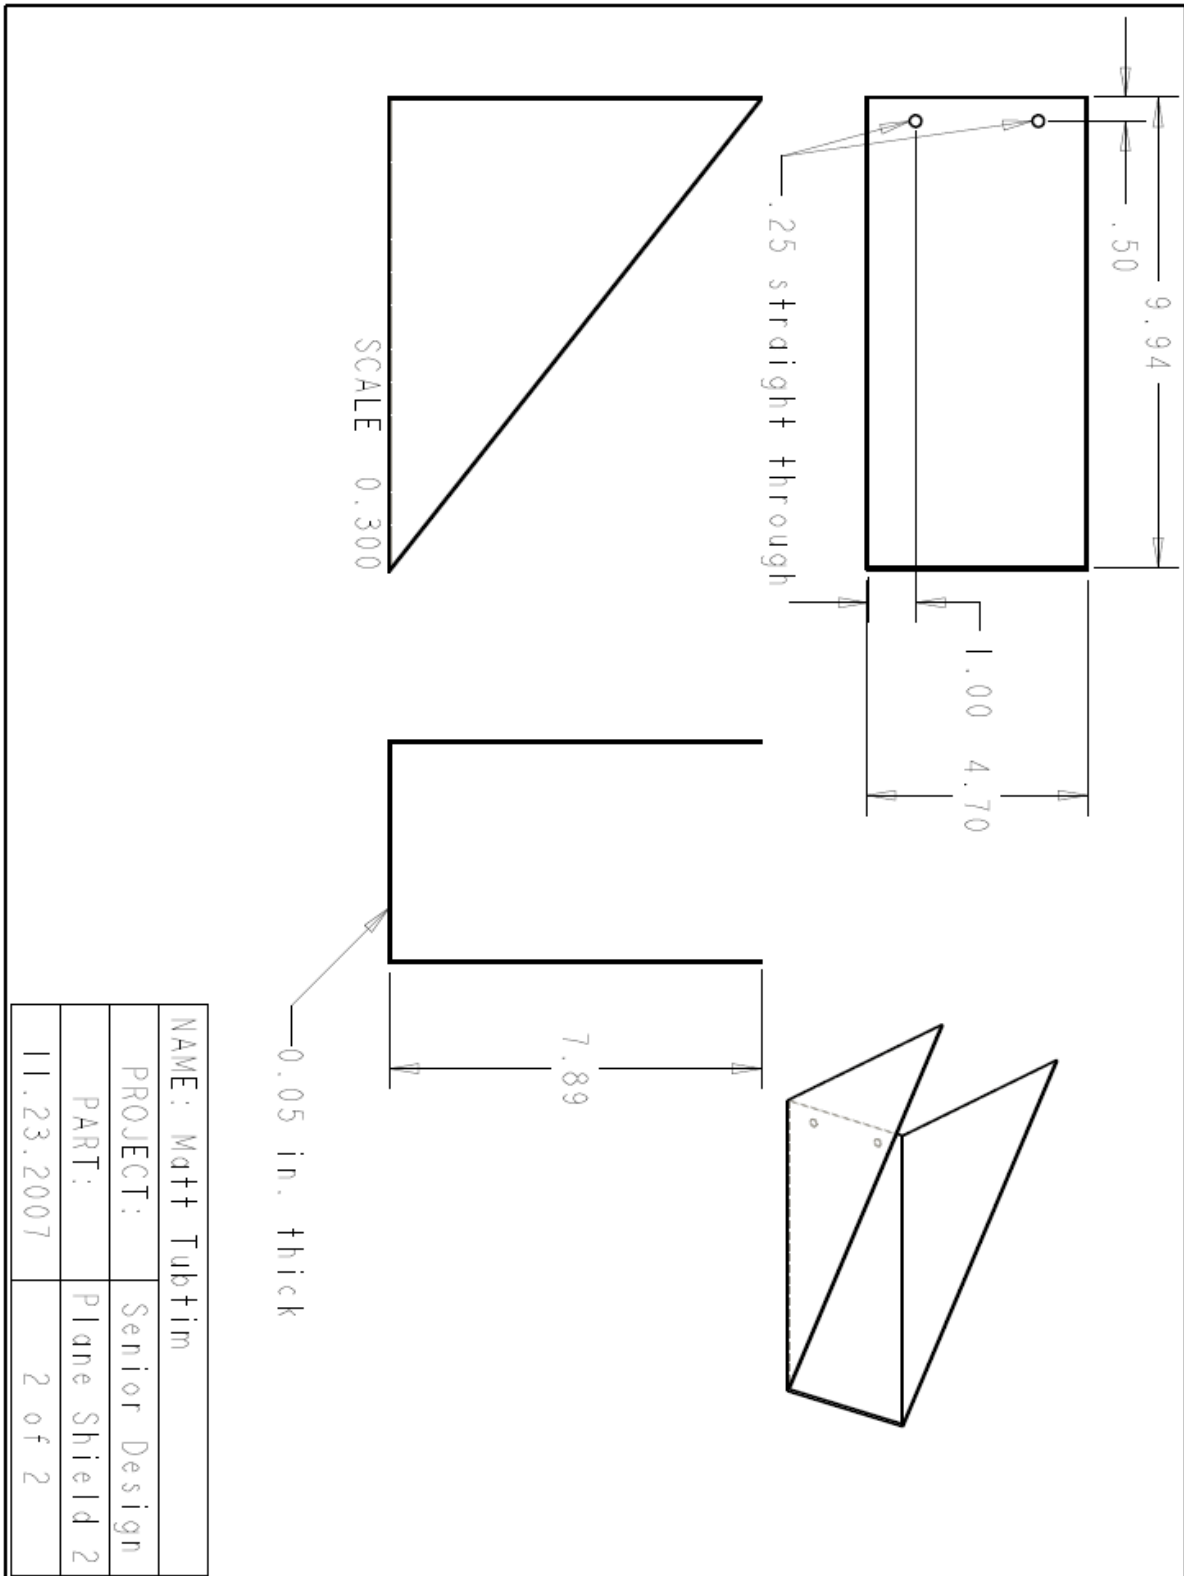 9.94
.50
.25 straight through
1.00
4.70
SCALE 0.300
7.89
0.05 in. thick
NAME: Matt Tubtim
PROJECT: Senior Design
PART: Plane Shield 2
11.23.2007 2 of 2